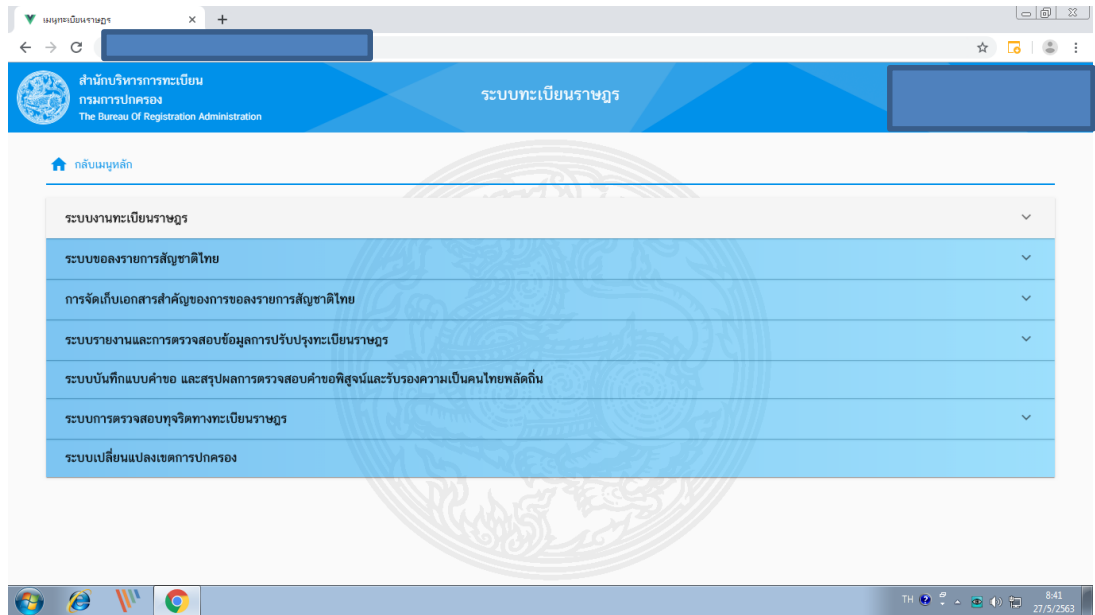 เมนูทะเบียนราษฎร
สำนักบริหารการทะเบียน
กรมการปกครอง
The Bureau Of Registration Administration
ระบบทะเบียนราษฎร
กลับเมนูหลัก
ระบบงานทะเบียนราษฎร
ระบบขอลงรายการสัญชาติไทย
การจัดเก็บเอกสารสำคัญของการขอลงรายการสัญชาติไทย
ระบบรายงานและการตรวจสอบข้อมูลการปรับปรุงทะเบียนราษฎร
ระบบบันทึกแบบคำขอ และสรุปผลการตรวจสอบคำขอพิสูจน์และรับรองความเป็นคนไทยพลัดถิ่น
ระบบการตรวจสอบทุจริตทางทะเบียนราษฎร
ระบบเปลี่ยนแปลงเขตการปกครอง
TH
8:41
27/5/2563